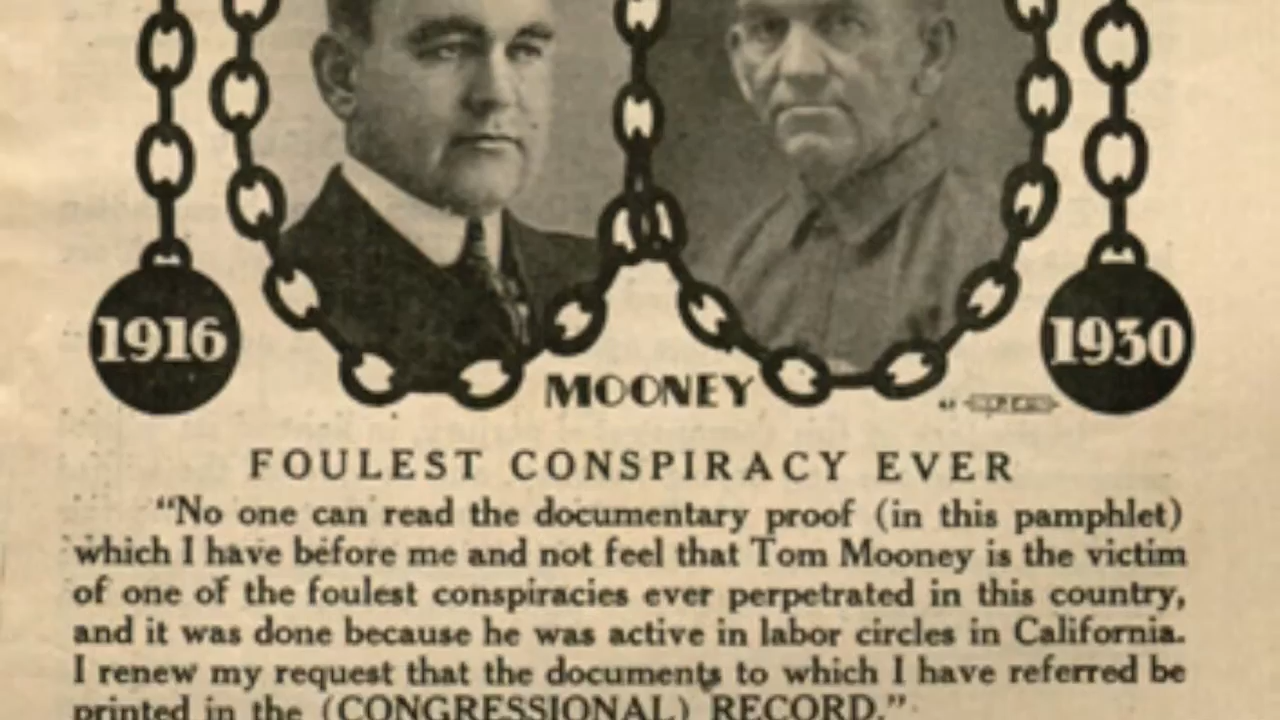 1916
1930
MOONEY
FOULEST CONSPIRACY EVER
“No one can read the documentary proof (in this pamphlet)
which I have before me and not feel that Tom Mooney is the victim
of one of the foulest conspiracies ever perpetrated in this country,
and it was done because he was active in labor circles in California.
I renew my request that the documents to which I have referred be
printed in the (CONGRESSIONAL) RECORD.”